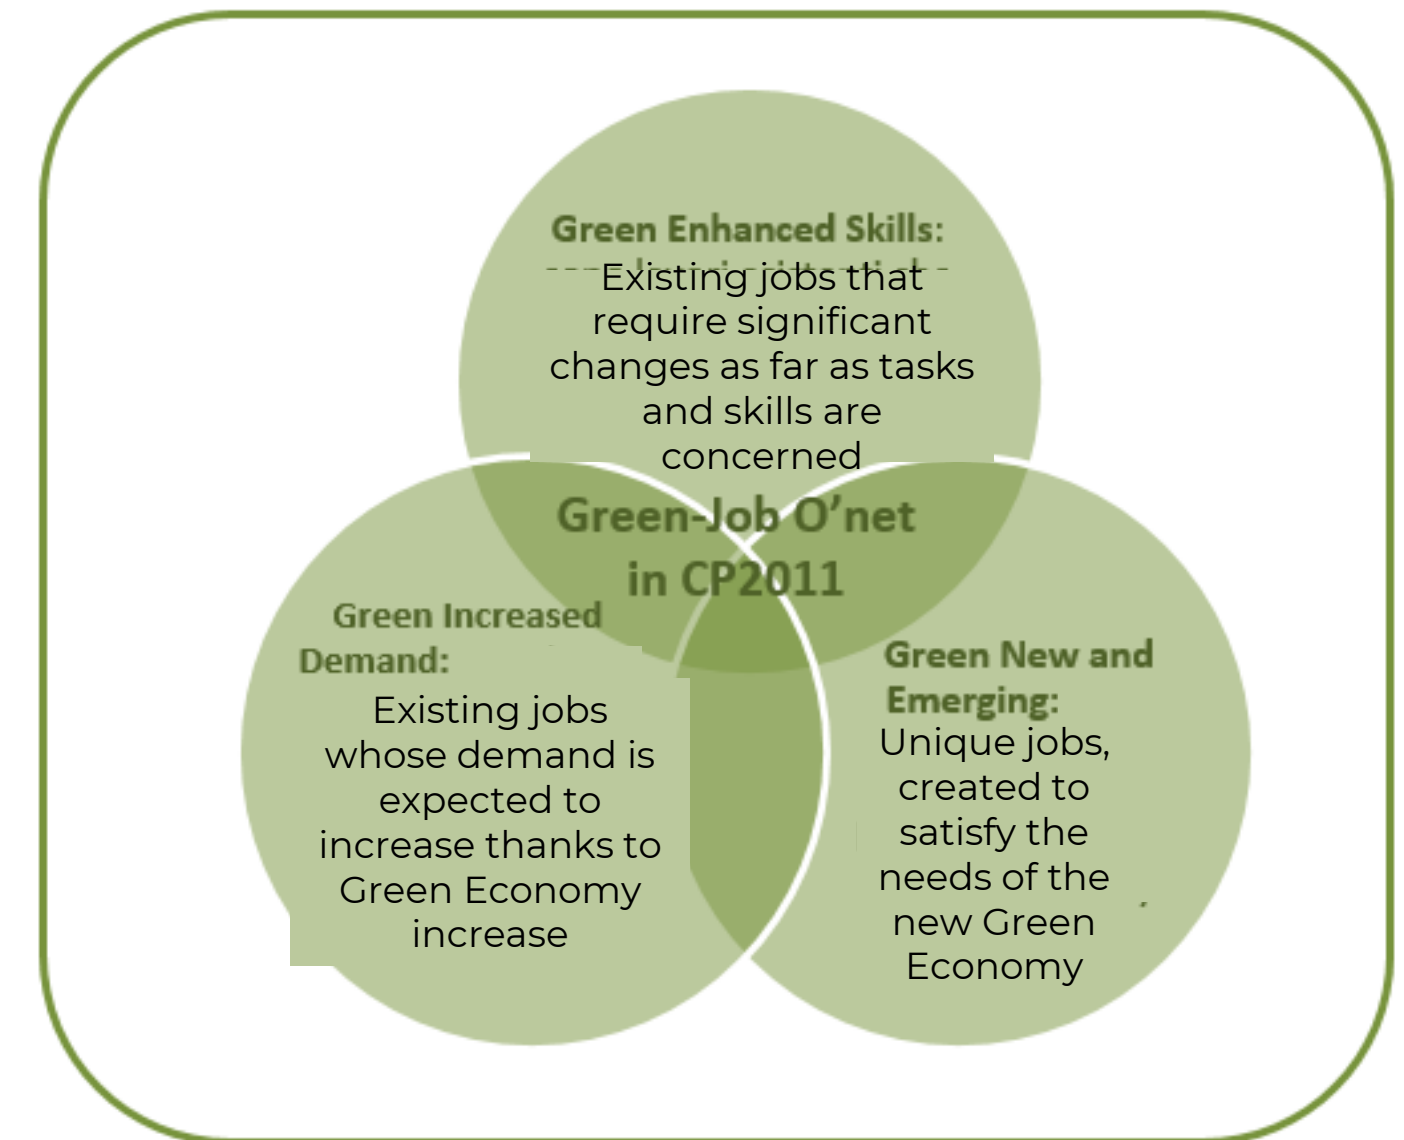 Green Enhanced Skills:
Existing jobs that
require significant
changes as far as tasks
and skills are
concerned
Green-Job O’net
in CP2011
Green Increased
Demand:
Existing jobs
whose demand is
expected to
increase thanks to
Green Economy
increase
Green New and
Emerging:
Unique jobs,
created to
satisfy the
needs of the
new Green
Economy